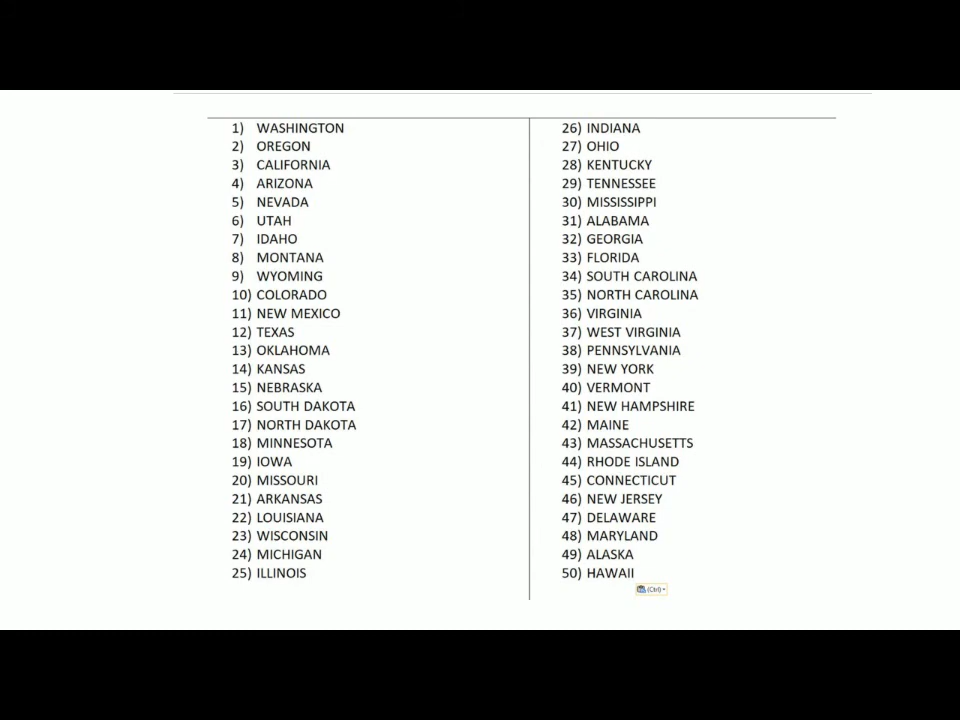 1) WASHINGTON
2) OREGON
3) CALIFORNIA
4) ARIZONA
5) NEVADA
6) UTAH
7) IDAHO
8) MONTANA
9) WYOMING
10) COLORADO
11) NEW MEXICO
12) TEXAS
13) OKLAHOMA
14) KANSAS
15) NEBRASKA
16) SOUTH DAKOTA
17) NORTH DAKOTA
18) MINNESOTA
19) IOWA
20) MISSOURI
21) ARKANSAS
22) LOUISIANA
23) WISCONSIN
24) MICHIGAN
25) ILLINOIS
26) INDIANA
27) OHIO
28) KENTUCKY
29) TENNESSEE
30) MISSISSIPPI
31) ALABAMA
32) GEORGIA
33) FLORIDA
34) SOUTH CAROLINA
35) NORTH CAROLINA
36) VIRGINIA
37) WEST VIRGINIA
38) PENNSYLVANIA
39) NEW YORK
40) VERMONT
41) NEW HAMPSHIRE
42) MAINE
43) MASSACHUSETTS
44) RHODE ISLAND
45) CONNECTICUT
46) NEW JERSEY
47) DELAWARE
48) MARYLAND
49) ALASKA
50) HAWAII
(Ctrl)